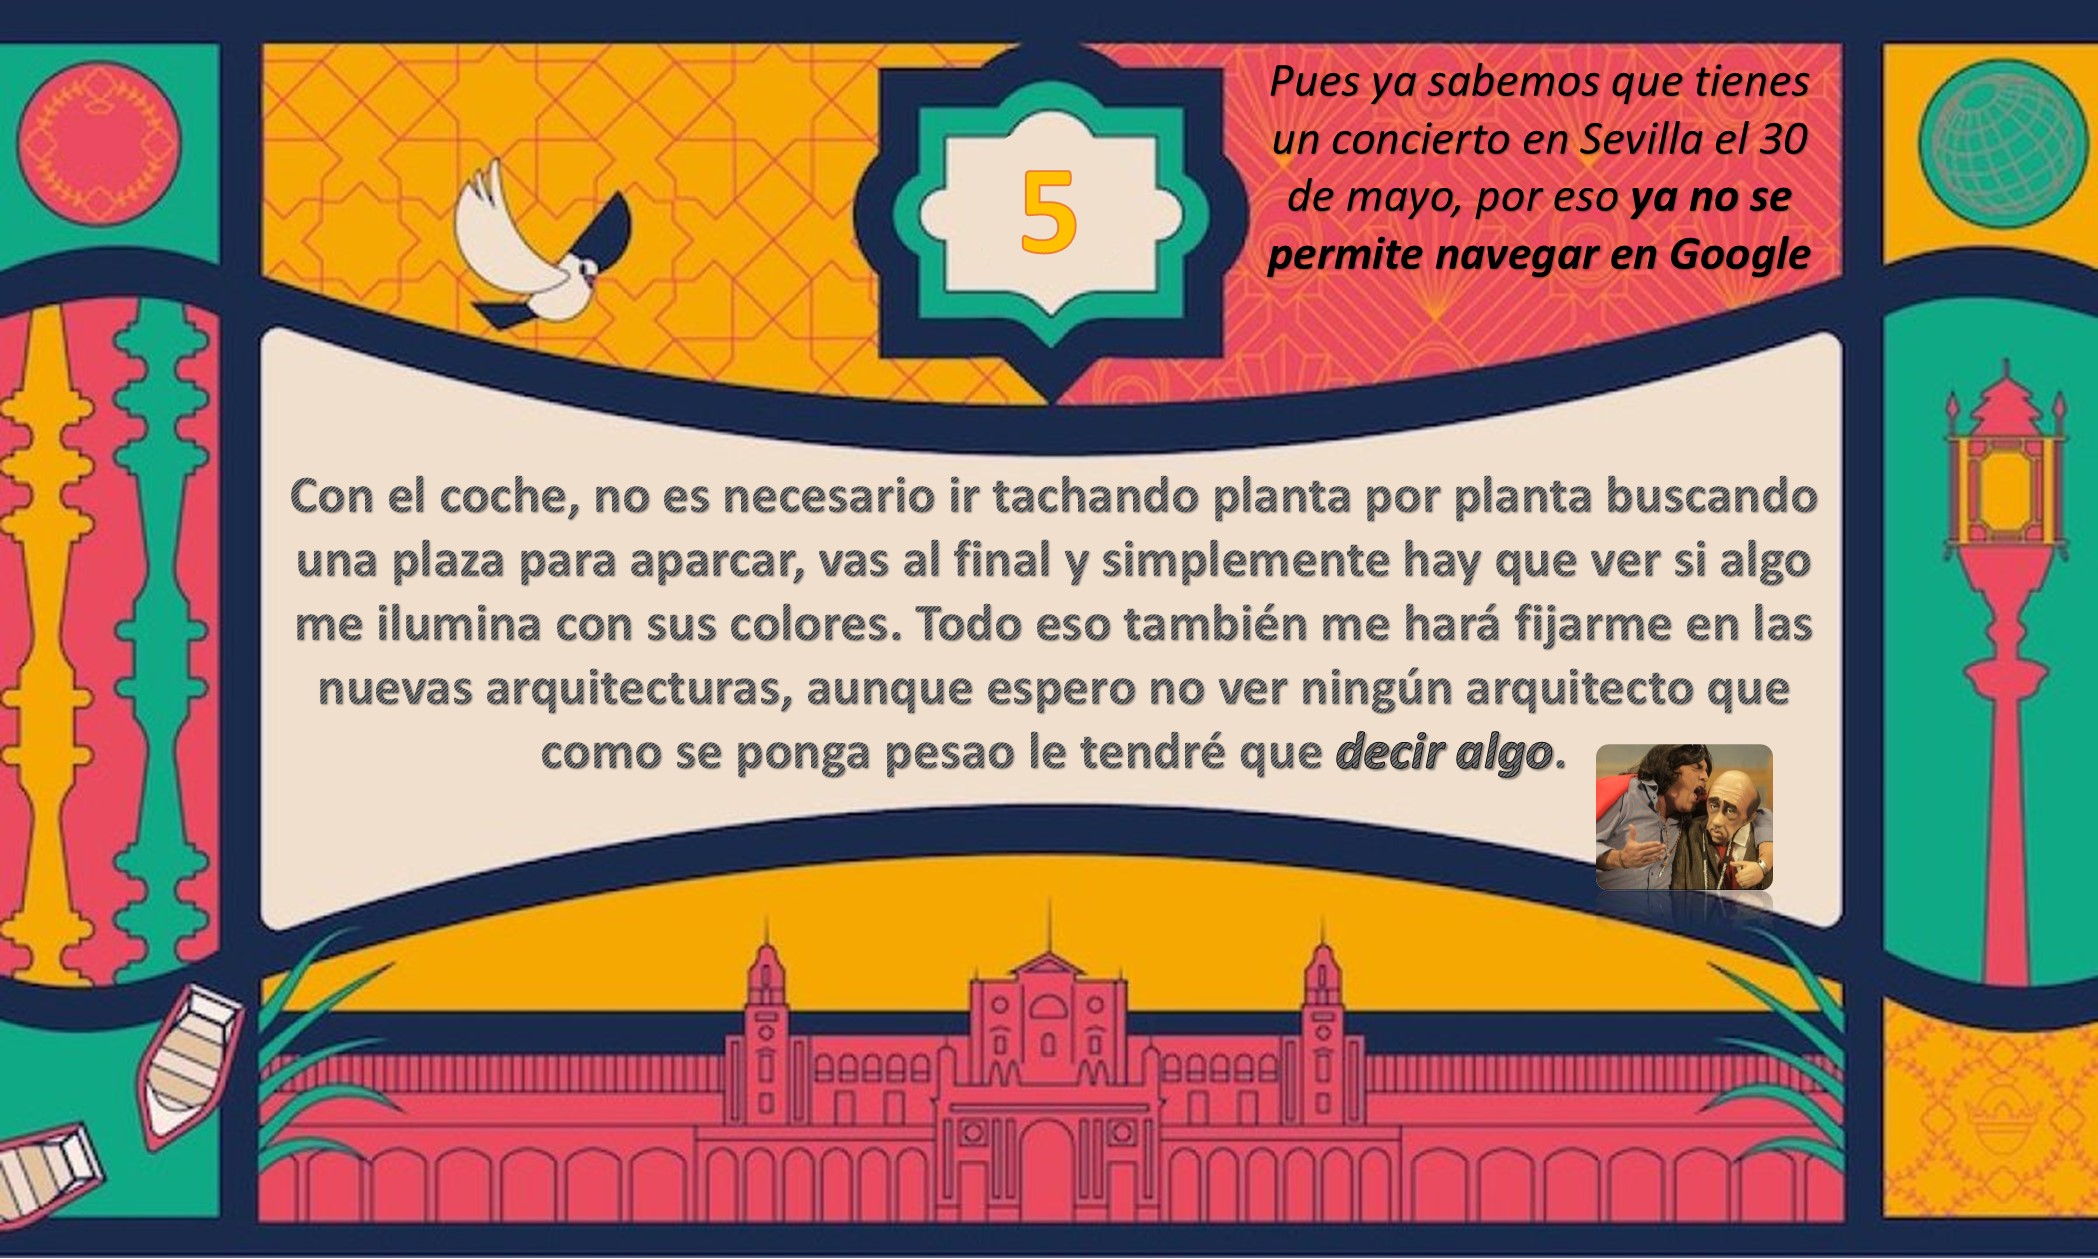 5
Pues ya sabemos que tienes
un concierto en Sevilla el 30
de mayo, por eso ya no se
permite navegar en Google
Con el coche, no es necesario ir tachando planta por planta buscando
una plaza para aparcar, vas al final y simplemente hay que ver si algo
me ilumina con sus colores. Todo eso también me hará fijarme en las
nuevas arquitecturas, aunque espero no ver ningún arquitecto que
como se ponga pesao le tendré que decir algo.